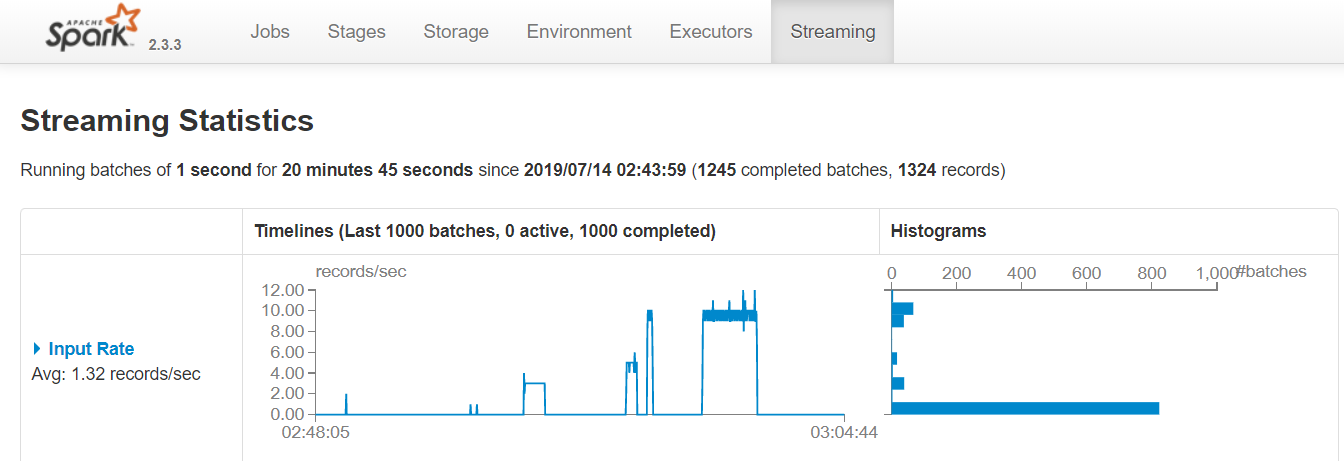 APACHE
Spark 2.3.3 Jobs Stages Storage Environment Executors Streaming
Streaming Statistics
Running batches of 1 second for 20 minutes 45 seconds since 2019/07/14 02:43:59 (1245 completed batches, 1324 records)
Timelines (Last 1000 batches, 0 active, 1000 completed) Histograms
Input Rate
Avg: 1.32 records/sec
records/sec
12.00
10.00
8.00
6.00
4.00
2.00
0.00
02:48:05 03:04:44
0 200 400 600 800 1,000 #batches